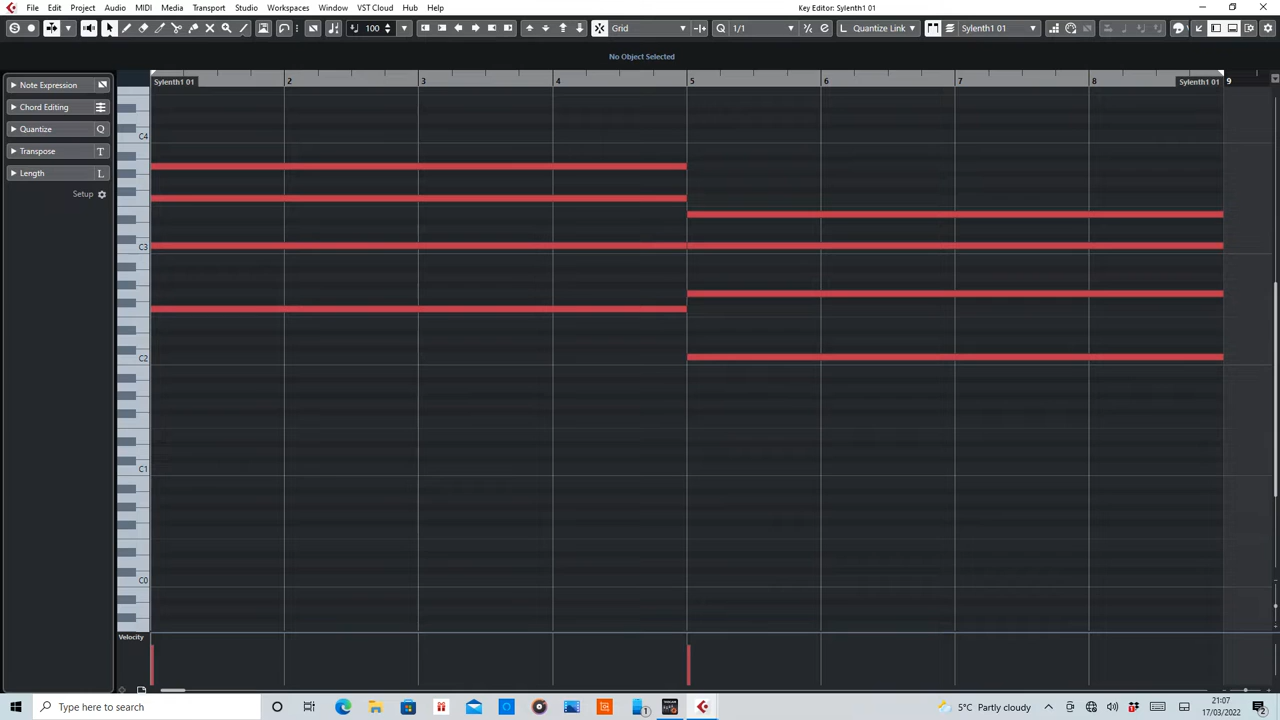 File Edit Project Audio MIDI Media Transport Studio Workspaces Window VST Cloud Hub Help
Key Editor: Sylenth1 01
S 100 Grid Q 1/1 Quantize Link Sylenth1 01
No Object Selected
Sylenth1 01 2 3 4 5 6 7 8 Sylenth1 01 9
Note Expression
Chord Editing
Quantize Q
Transpose T
Length L
Setup
C4
C3
C2
C1
C0
Velocity
Type here to search
1
5°C Partly cloudy
21:07
17/03/2022
2